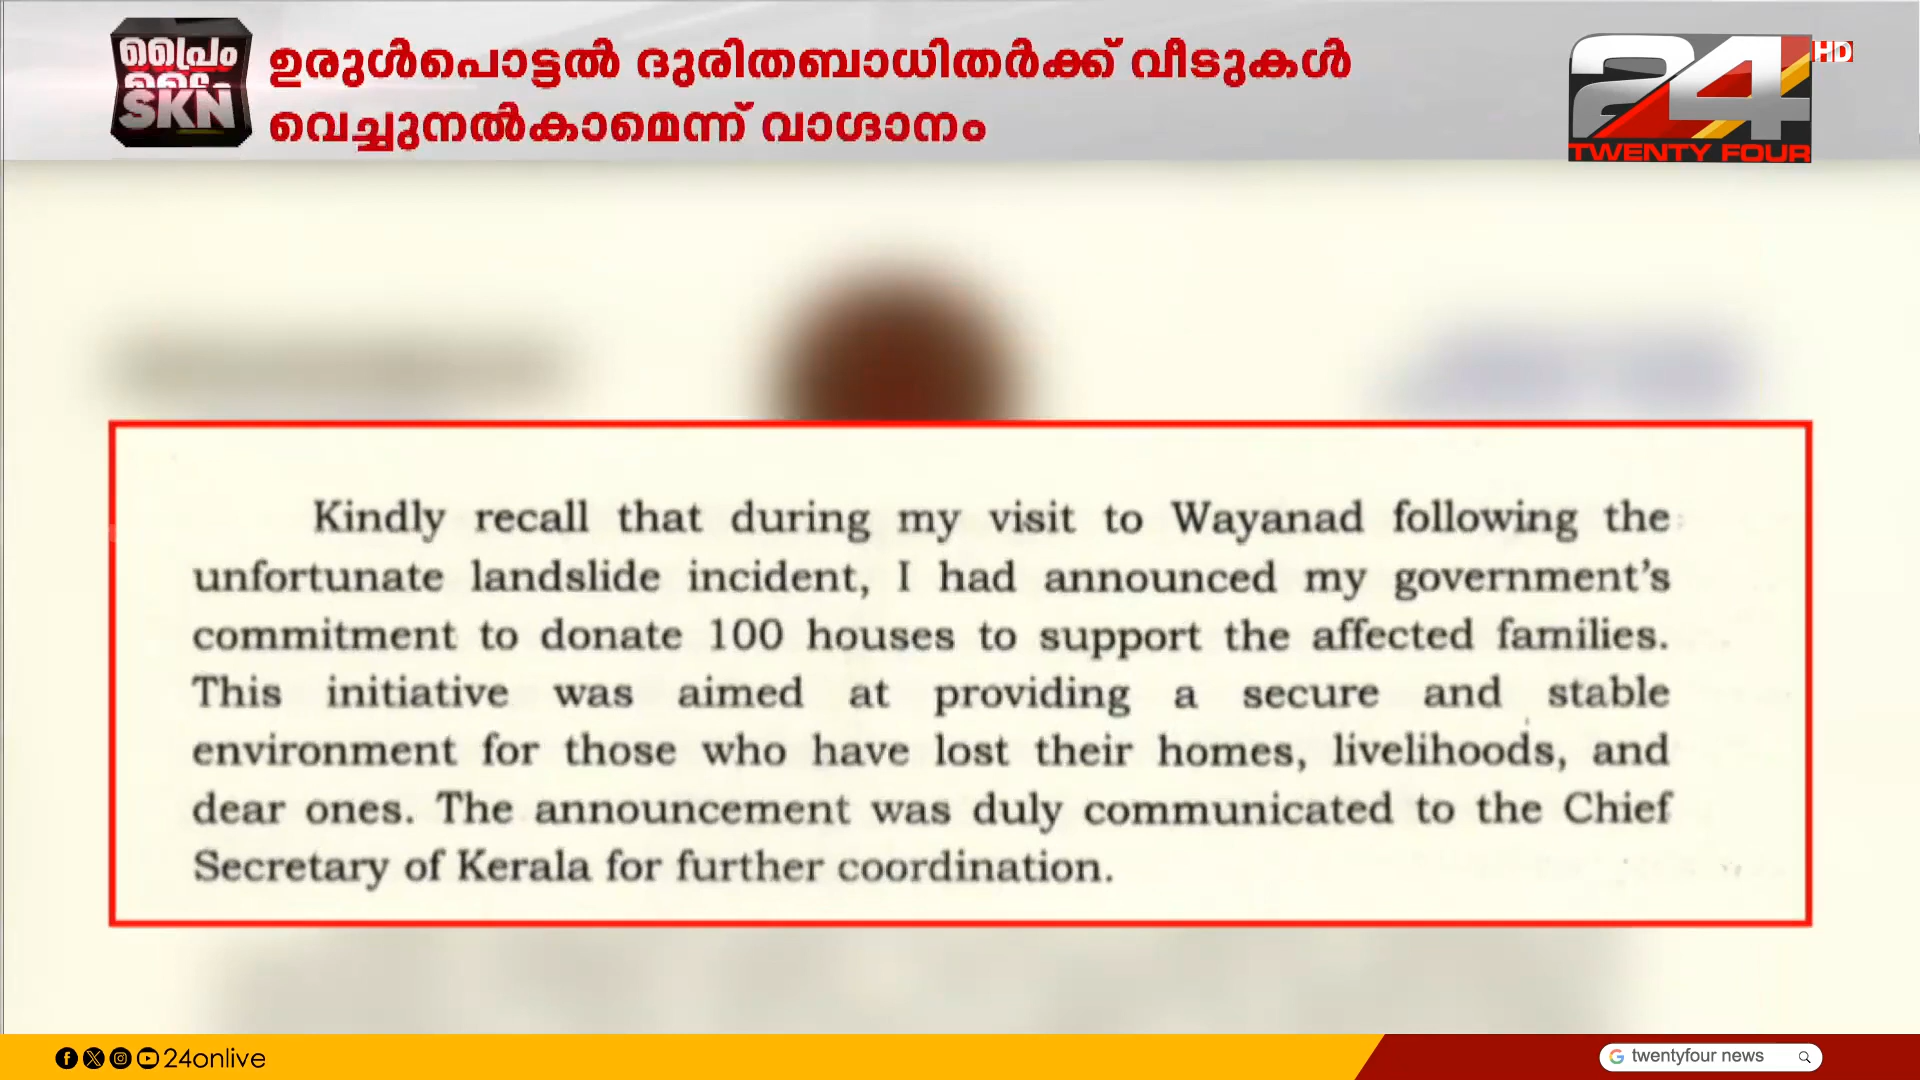 പ്രൈം
ടൈം
SKN
ഉരുൾപൊട്ടൽ ദുരിതബാധിതർക്ക് വീടുകൾ
വെച്ചുനൽകാമെന്ന് വാഗ്ദാനം
24
HD
TWENTY FOUR
Kindly recall that during my visit to Wayanad following the
unfortunate landslide incident, I had announced my government's
commitment to donate 100 houses to support the affected families.
This initiative was aimed at providing a secure and stable
environment for those who have lost their homes, livelihoods, and
dear ones. The announcement was duly communicated to the Chief
Secretary of Kerala for further coordination.
24onlive
twentyfour news